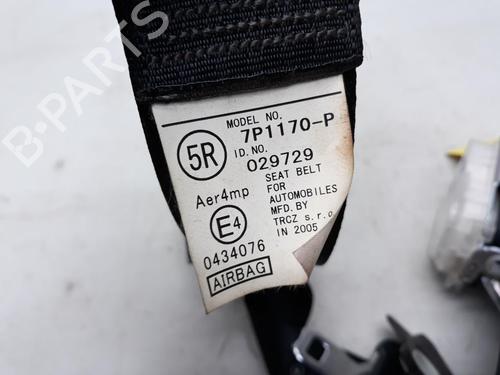 MODEL NO.
7P1170-P
5R
ID.NO.
029729
Aer4mp
SEAT BELT
FOR
AUTOMOBILES
MFD.BY
TRCZ s.r.o
IN 2005
E4
0434076
AIRBAG